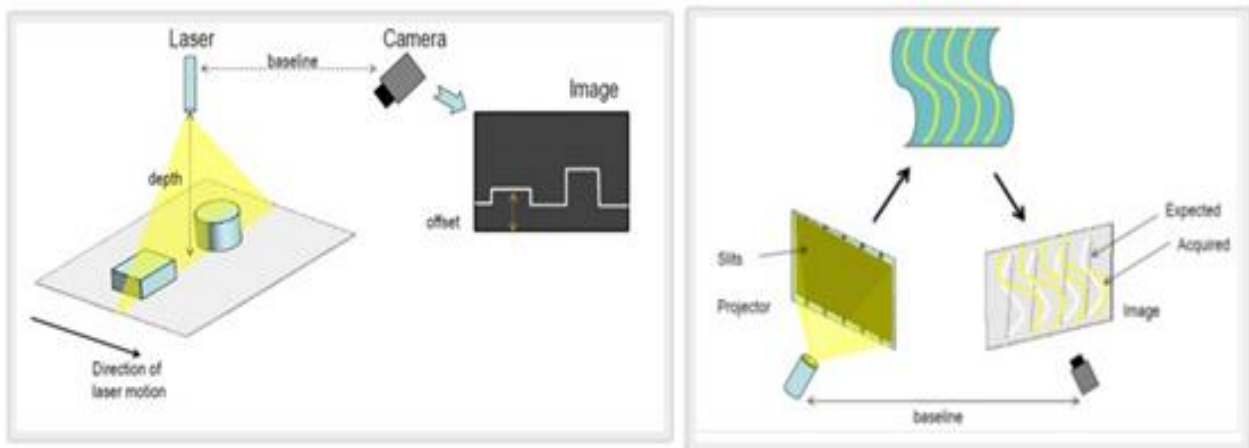 Laser
Camera
baseline
Image
depth
offset
Direction of
laser motion
Expected
Acquired
Slits
Projector
Image
baseline